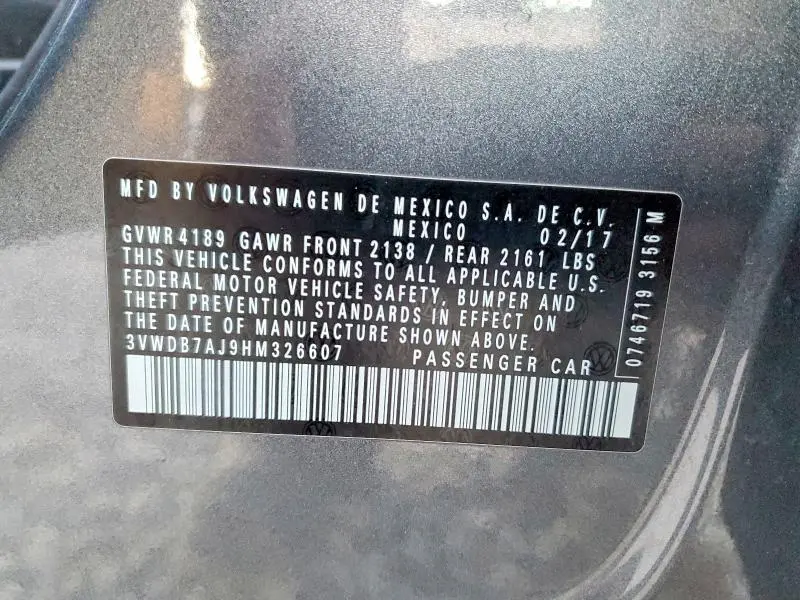 MFD BY VOLKSWAGEN DE MEXICO S.A. DE C.V.
MEXICO 02/17
GVWR 4189 GAWR FRONT 2138 / REAR 2161 LBS
THIS VEHICLE CONFORMS TO ALL APPLICABLE U.S.
FEDERAL MOTOR VEHICLE SAFETY, BUMPER AND
THEFT PREVENTION STANDARDS IN EFFECT ON
THE DATE OF MANUFACTURE SHOWN ABOVE.
3VWDB7AJ9HM326607 PASSENGER CAR
0746719 3156 M